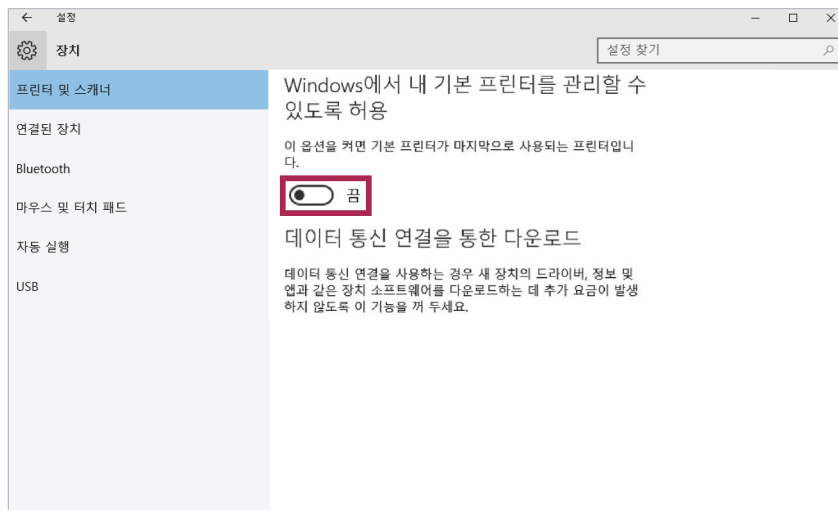 설정
장치
설정 찾기
프린터 및 스캐너
연결된 장치
Bluetooth
마우스 및 터치 패드
자동 실행
USB
Windows에서 내 기본 프린터를 관리할 수
있도록 허용
이 옵션을 켜면 기본 프린터가 마지막으로 사용되는 프린터입니
다.
끔
데이터 통신 연결을 통한 다운로드
데이터 통신 연결을 사용하는 경우 새 장치의 드라이버, 정보 및
앱과 같은 장치 소프트웨어를 다운로드하는 데 추가 요금이 발생
하지 않도록 이 기능을 꺼 두세요.